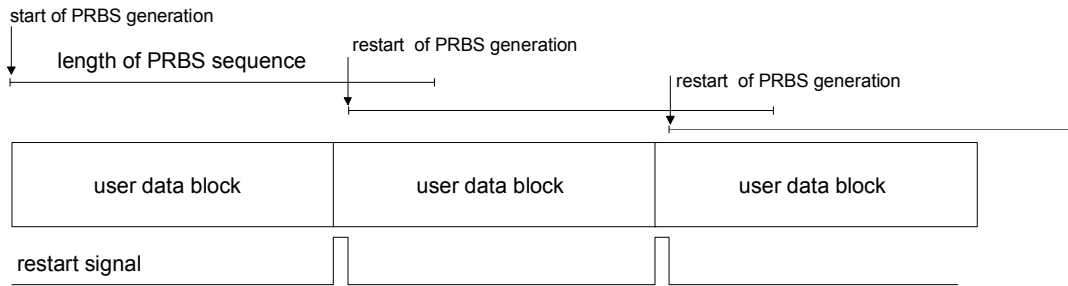 start of PRBS generation
restart of PRBS generation
length of PRBS sequence
restart of PRBS generation
user data block
user data block
user data block
restart signal